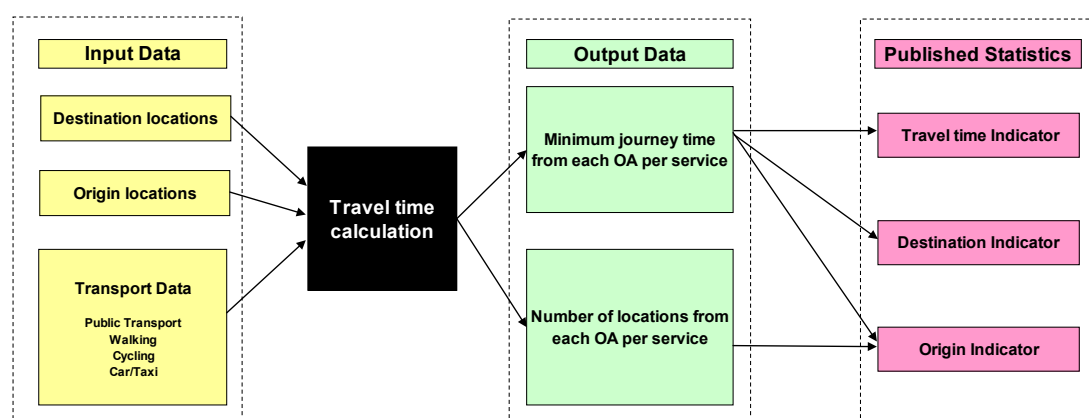 Input Data
Destination locations
Origin locations
Transport Data
Public Transport
Walking
Cycling
Car/Taxi
Travel time
calculation
Output Data
Minimum journey time
from each OA per service
Number of locations from
each OA per service
Published Statistics
Travel time Indicator
Destination Indicator
Origin Indicator